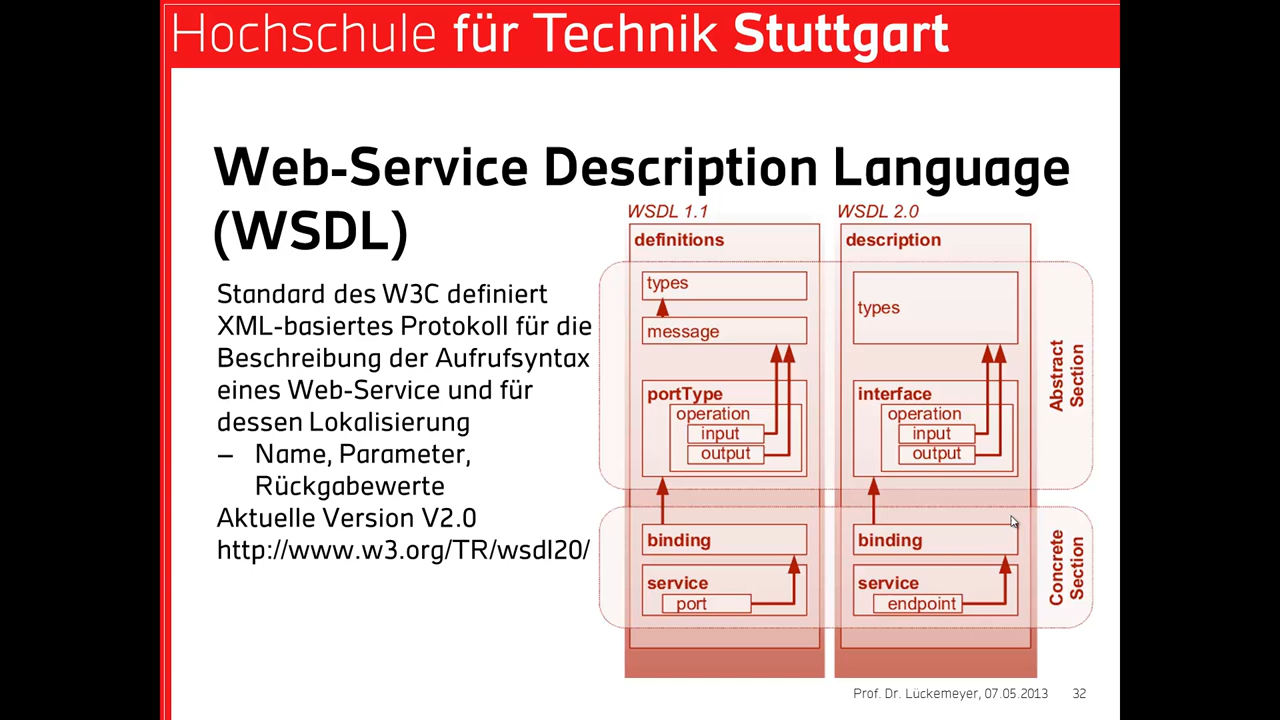 Hochschule für Technik Stuttgart
Web-Service Description Language
(WSDL)
Standard des W3C definiert
XML-basiertes Protokoll für die
Beschreibung der Aufrufsyntax
eines Web-Service und für
dessen Lokalisierung
– Name, Parameter,
Rückgabewerte
Aktuelle Version V2.0
http://www.w3.org/TR/wsdl20/
WSDL 1.1
definitions
types
message
portType
operation
input
output
binding
service
port
WSDL 2.0
description
types
interface
operation
input
output
binding
service
endpoint
Abstract
Section
Concrete
Section
Prof. Dr. Lückemeyer, 07.05.2013 32